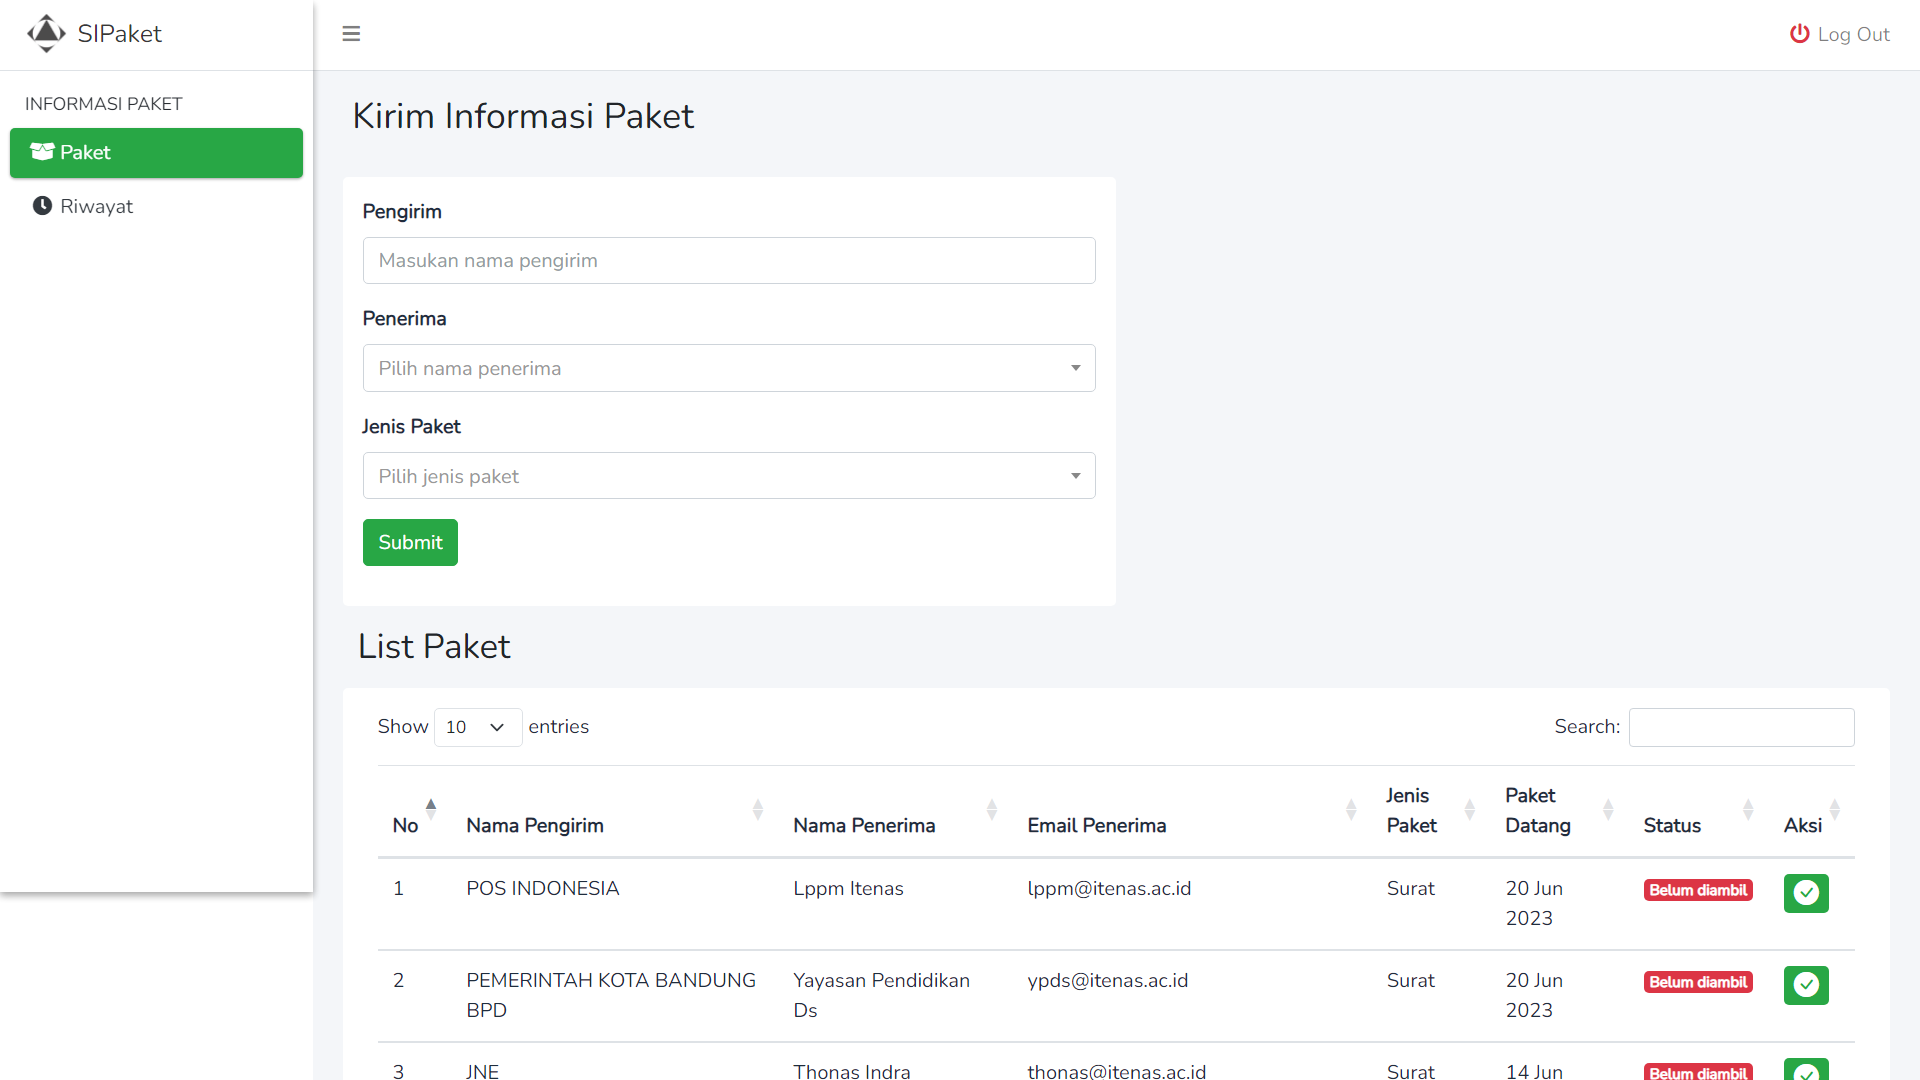 SIPaket
Log Out
INFORMASI PAKET
Paket
Riwayat
Kirim Informasi Paket
Pengirim
Masukan nama pengirim
Penerima
Pilih nama penerima
Jenis Paket
Pilih jenis paket
Submit
List Paket
Show 10 entries
Search:
No Nama Pengirim Nama Penerima Email Penerima Jenis Paket Paket Datang Status Aksi
1 POS INDONESIA Lppm Itenas lppm@itenas.ac.id Surat 20 Jun 2023 Belum diambil
2 PEMERINTAH KOTA BANDUNG BPD Yayasan Pendidikan Ds ypds@itenas.ac.id Surat 20 Jun 2023 Belum diambil
3 JNE Thonas Indra thonas@itenas.ac.id Surat 14 Jun Belum diambil